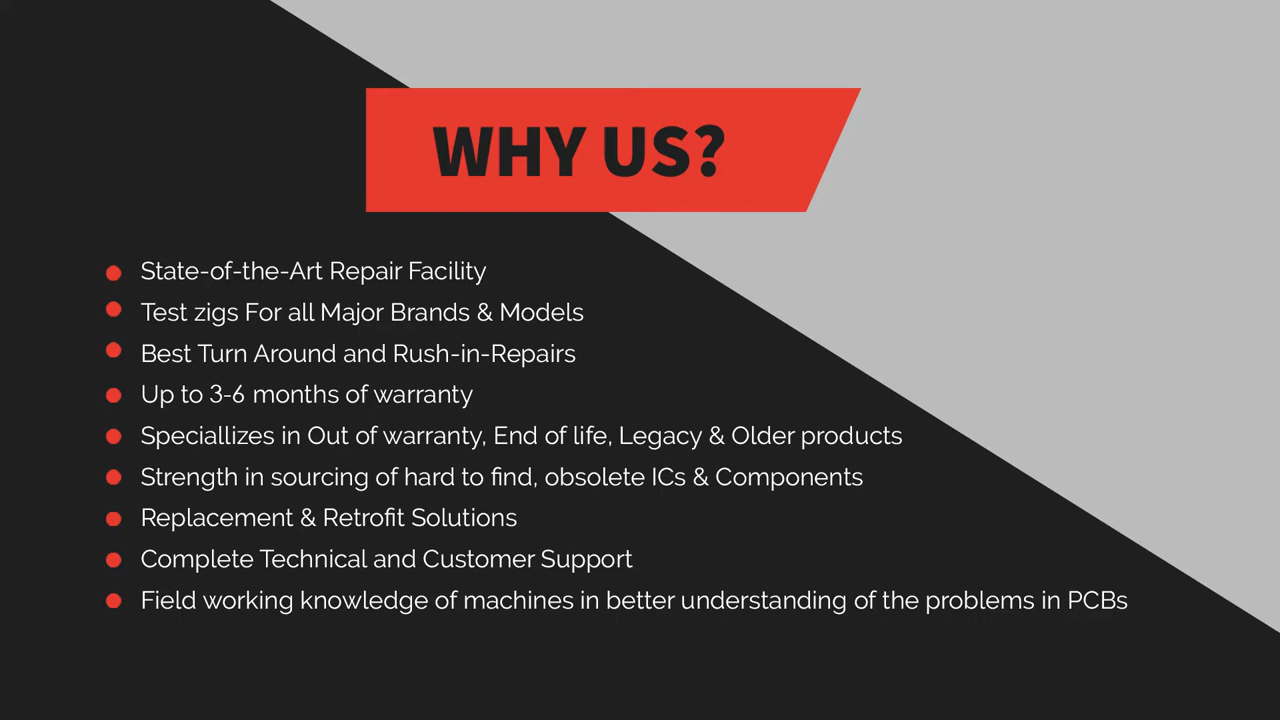 WHY US?
State-of-the-Art Repair Facility
Test zigs For all Major Brands & Models
Best Turn Around and Rush-in-Repairs
Up to 3-6 months of warranty
Speciallizes in Out of warranty, End of life, Legacy & Older products
Strength in sourcing of hard to find, obsolete ICs & Components
Replacement & Retrofit Solutions
Complete Technical and Customer Support
Field working knowledge of machines in better understanding of the problems in PCBs